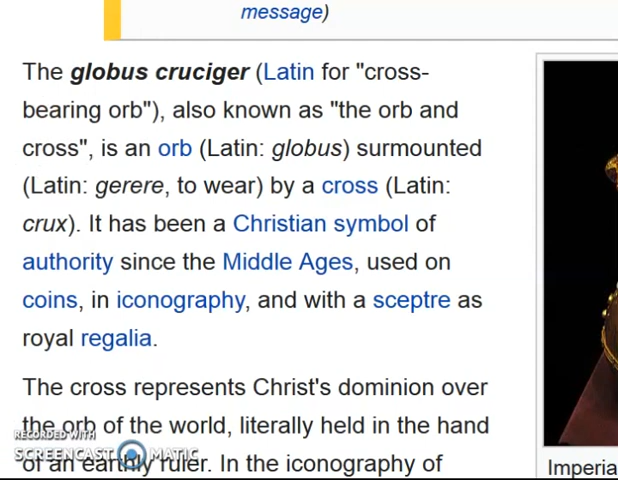 message)
The globus cruciger (Latin for "cross-
bearing orb"), also known as "the orb and
cross", is an orb (Latin: globus) surmounted
(Latin: gerere, to wear) by a cross (Latin:
crux). It has been a Christian symbol of
authority since the Middle Ages, used on
coins, in iconography, and with a sceptre as
royal regalia.
The cross represents Christ's dominion over
the orb of the world, literally held in the hand
RECORDED WITH
SCREENCAST MATIC
of an earthly ruler. In the iconography of
Imperia